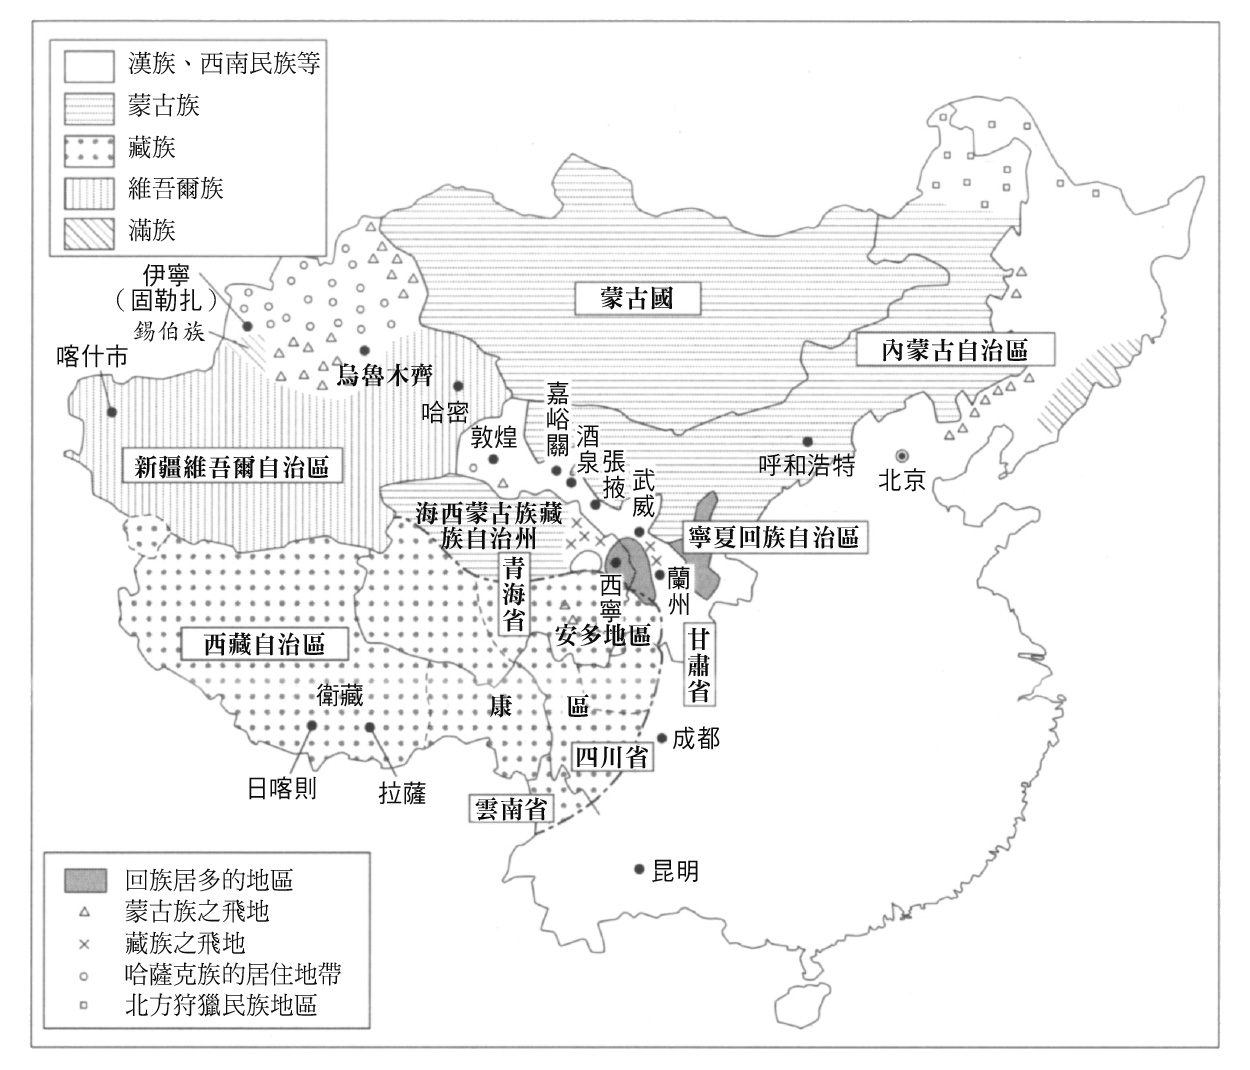 漢族、西南民族等
蒙古族
藏族
維吾爾族
滿族
伊寧
（固勒扎）
錫伯族
喀什市
烏魯木齊
哈密
敦煌
嘉峪關
酒泉
張掖
武威
蒙古國
內蒙古自治區
呼和浩特
北京
新疆維吾爾自治區
海西蒙古族藏
族自治州
寧夏回族自治區
青海省
西寧
蘭州
安多地區
甘肅省
西藏自治區
衛藏
康區
成都
四川省
日喀則
拉薩
雲南省
昆明
回族居多的地區
蒙古族之飛地
藏族之飛地
哈薩克族的居住地帶
北方狩獵民族地區